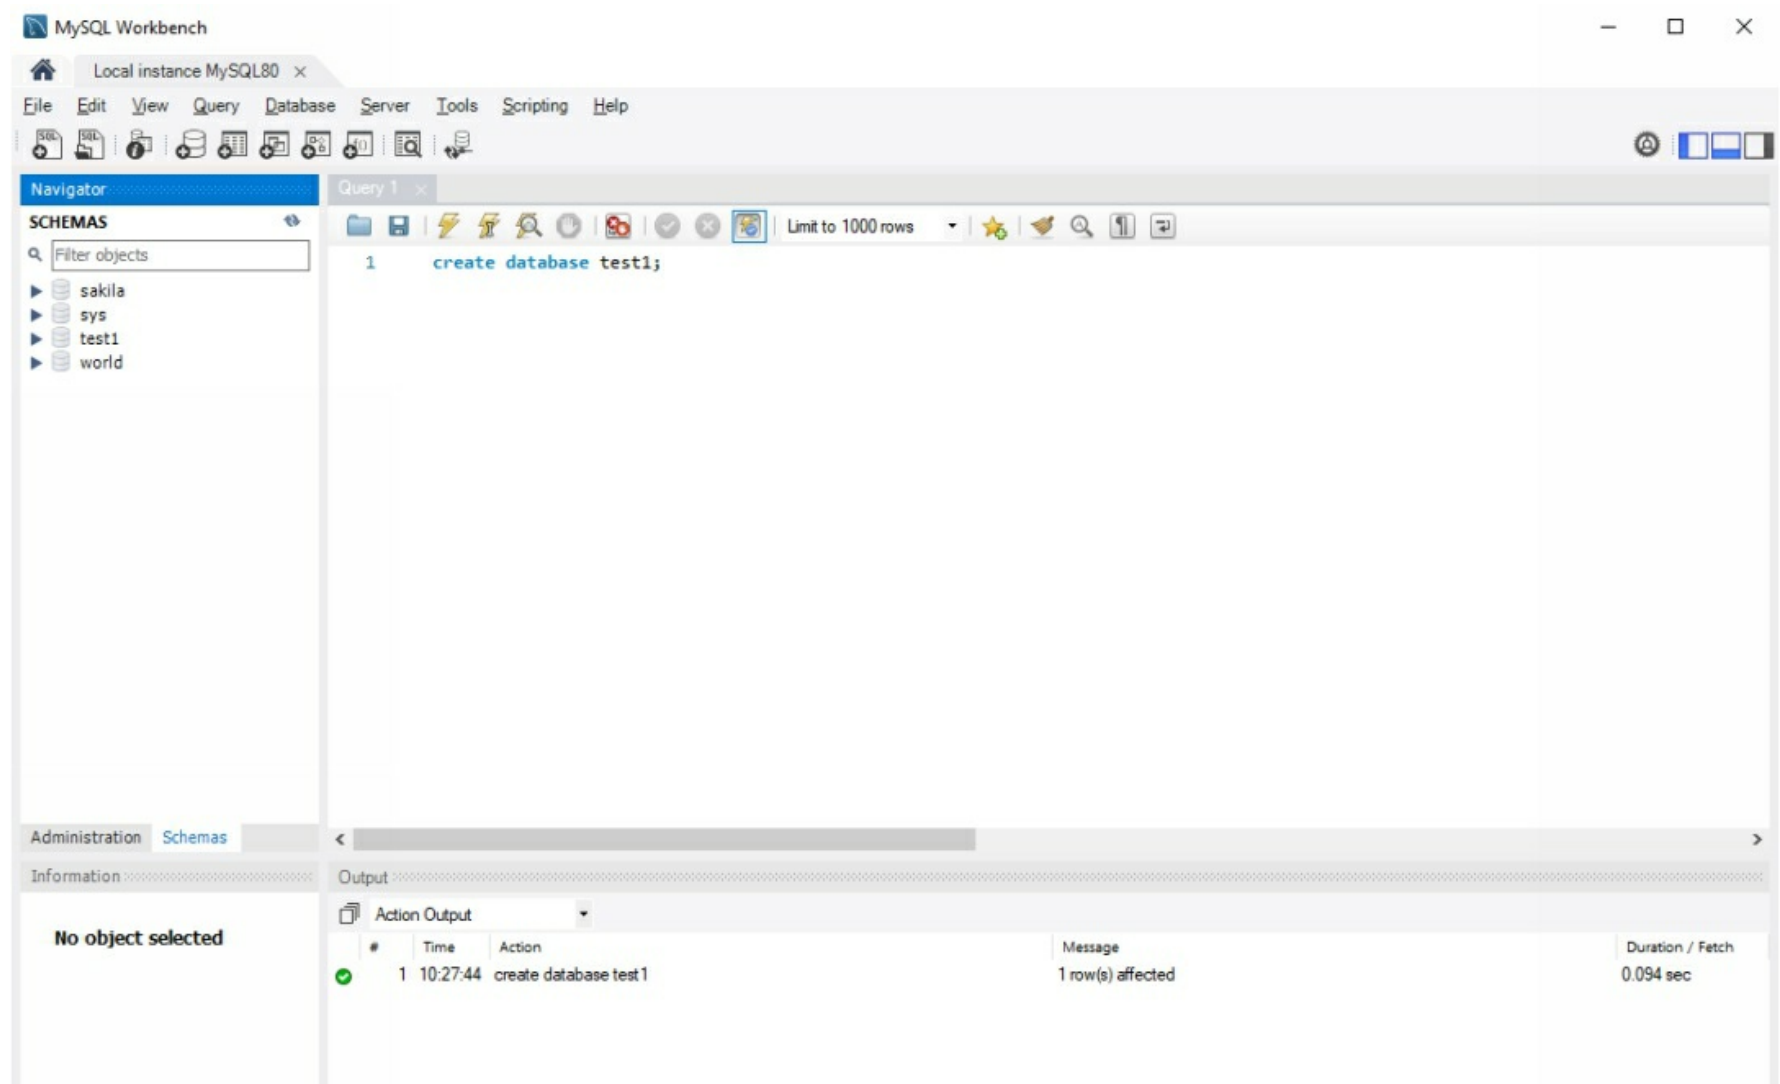 MySQL Workbench
Local instance MySQL80
File Edit View Query Database Server Tools Scripting Help
Navigator
SCHEMAS
Filter objects
sakila
sys
test1
world
Administration Schemas
Information
No object selected
Query 1
Limit to 1000 rows
1 create database test1;
Output
Action Output
# Time Action Message Duration / Fetch
1 10:27:44 create database test1 1 row(s) affected 0.094 sec